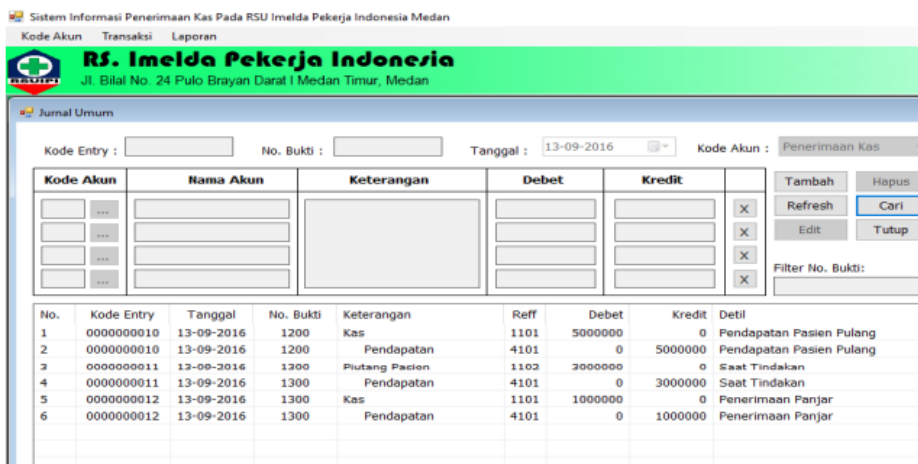 Sistem Informasi Penerimaan Kas Pada RSU Imelda Pekerja Indonesia Medan
Kode Akun Transaksi Laporan
RSUIPI
RS. Imelda Pekerja Indonesia
Jl. Bilal No. 24 Pulo Brayan Darat I Medan Timur, Medan
Jurnal Umum
Kode Entry : No. Bukti : Tanggal : 13-09-2016 Kode Akun : Penerimaan Kas
Kode Akun Nama Akun Keterangan Debet Kredit Tambah Hapus
... X Refresh Cari
... X Edit Tutup
... X
Filter No. Bukti:
... X
No. Kode Entry Tanggal No. Bukti Keterangan Reff Debet Kredit Detil
1 0000000010 13-09-2016 1200 Kas 1101 5000000 0 Pendapatan Pasien Pulang
2 0000000010 13-09-2016 1200 Pendapatan 4101 0 5000000 Pendapatan Pasien Pulang
3 0000000011 13-09-2016 1300 Piutang Pasien 1102 3000000 0 Saat Tindakan
4 0000000011 13-09-2016 1300 Pendapatan 4101 0 3000000 Saat Tindakan
5 0000000012 13-09-2016 1300 Kas 1101 1000000 0 Penerimaan Panjar
6 0000000012 13-09-2016 1300 Pendapatan 4101 0 1000000 Penerimaan Panjar